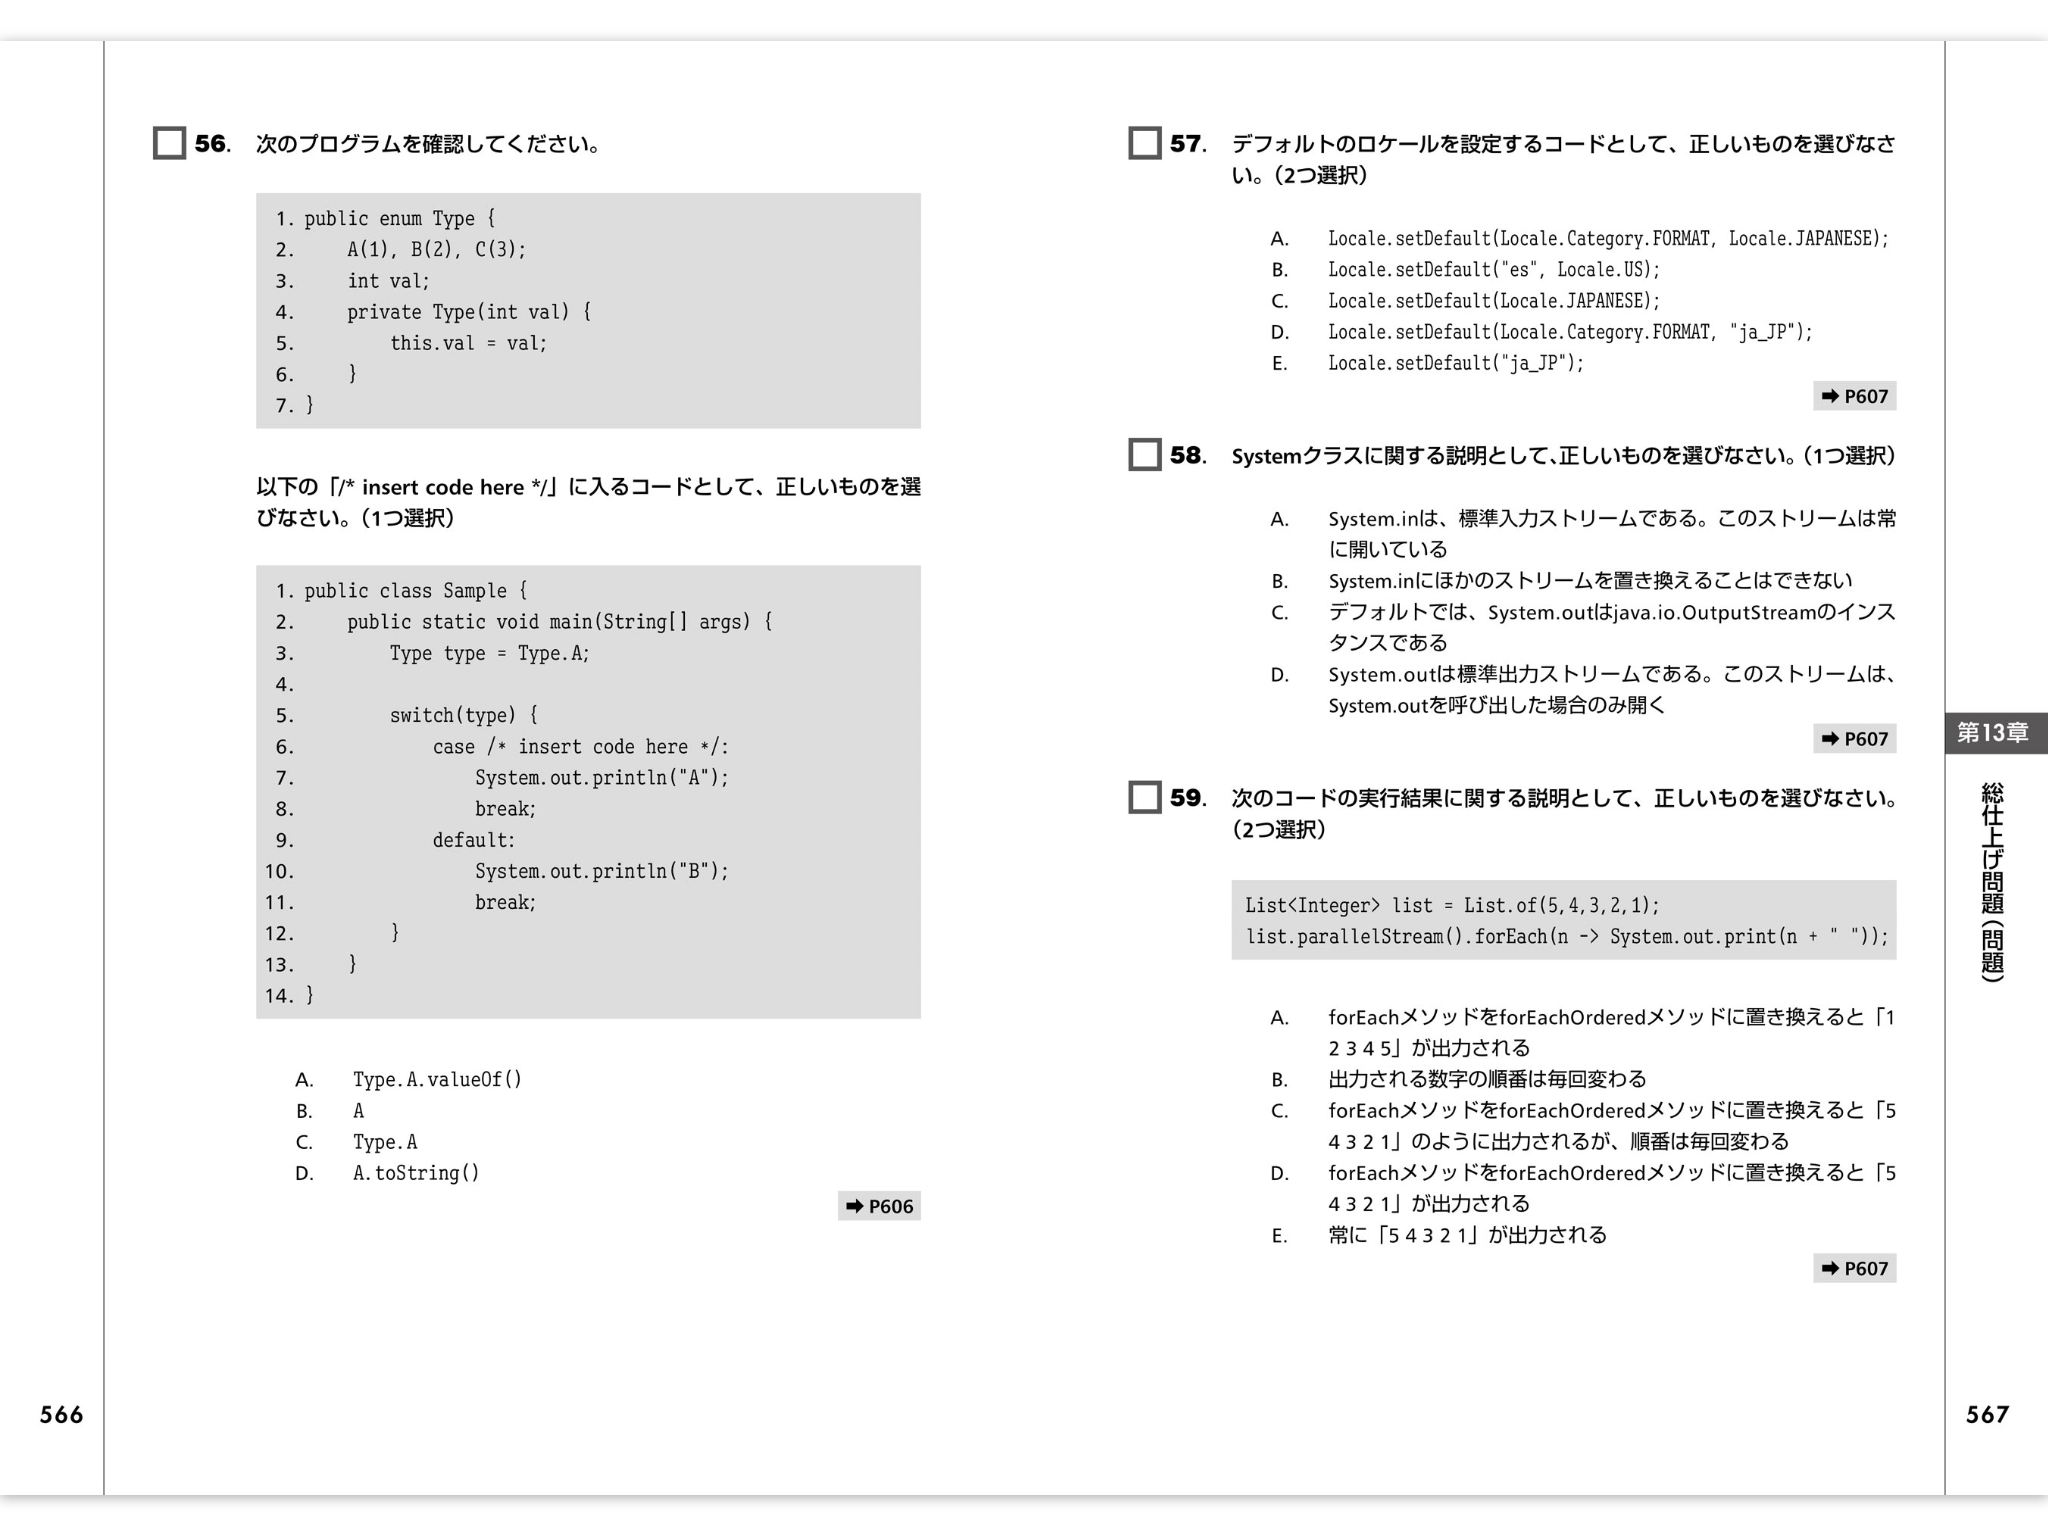 56. 次のプログラムを確認してください。
1. public enum Type {
2.     A(1), B(2), C(3);
3.     int val;
4.     private Type(int val) {
5.         this.val = val;
6.     }
7. }
以下の「/* insert code here */」に入るコードとして、正しいものを選
びなさい。（1つ選択）
1. public class Sample {
2.     public static void main(String[] args) {
3.         Type type = Type.A;
4.
5.         switch(type) {
6.             case /* insert code here */:
7.                 System.out.println("A");
8.                 break;
9.             default:
10.                 System.out.println("B");
11.                 break;
12.         }
13.     }
14. }
A. Type.A.valueOf()
B. A
C. Type.A
D. A.toString()
➡ P606
566
57. デフォルトのロケールを設定するコードとして、正しいものを選びなさ
い。（2つ選択）
A. Locale.setDefault(Locale.Category.FORMAT, Locale.JAPANESE);
B. Locale.setDefault("es", Locale.US);
C. Locale.setDefault(Locale.JAPANESE);
D. Locale.setDefault(Locale.Category.FORMAT, "ja_JP");
E. Locale.setDefault("ja_JP");
➡ P607
58. Systemクラスに関する説明として、正しいものを選びなさい。（1つ選択）
A. System.inは、標準入力ストリームである。このストリームは常
に開いている
B. System.inにほかのストリームを置き換えることはできない
C. デフォルトでは、System.outはjava.io.OutputStreamのインス
タンスである
D. System.outは標準出力ストリームである。このストリームは、
System.outを呼び出した場合のみ開く
➡ P607
59. 次のコードの実行結果に関する説明として、正しいものを選びなさい。
（2つ選択）
List<Integer> list = List.of(5,4,3,2,1);
list.parallelStream().forEach(n -> System.out.print(n + " "));
A. forEachメソッドをforEachOrderedメソッドに置き換えると「1
2 3 4 5」が出力される
B. 出力される数字の順番は毎回変わる
C. forEachメソッドをforEachOrderedメソッドに置き換えると「5
4 3 2 1」のように出力されるが、順番は毎回変わる
D. forEachメソッドをforEachOrderedメソッドに置き換えると「5
4 3 2 1」が出力される
E. 常に「5 4 3 2 1」が出力される
➡ P607
第13章
総仕上げ問題（問題）
567